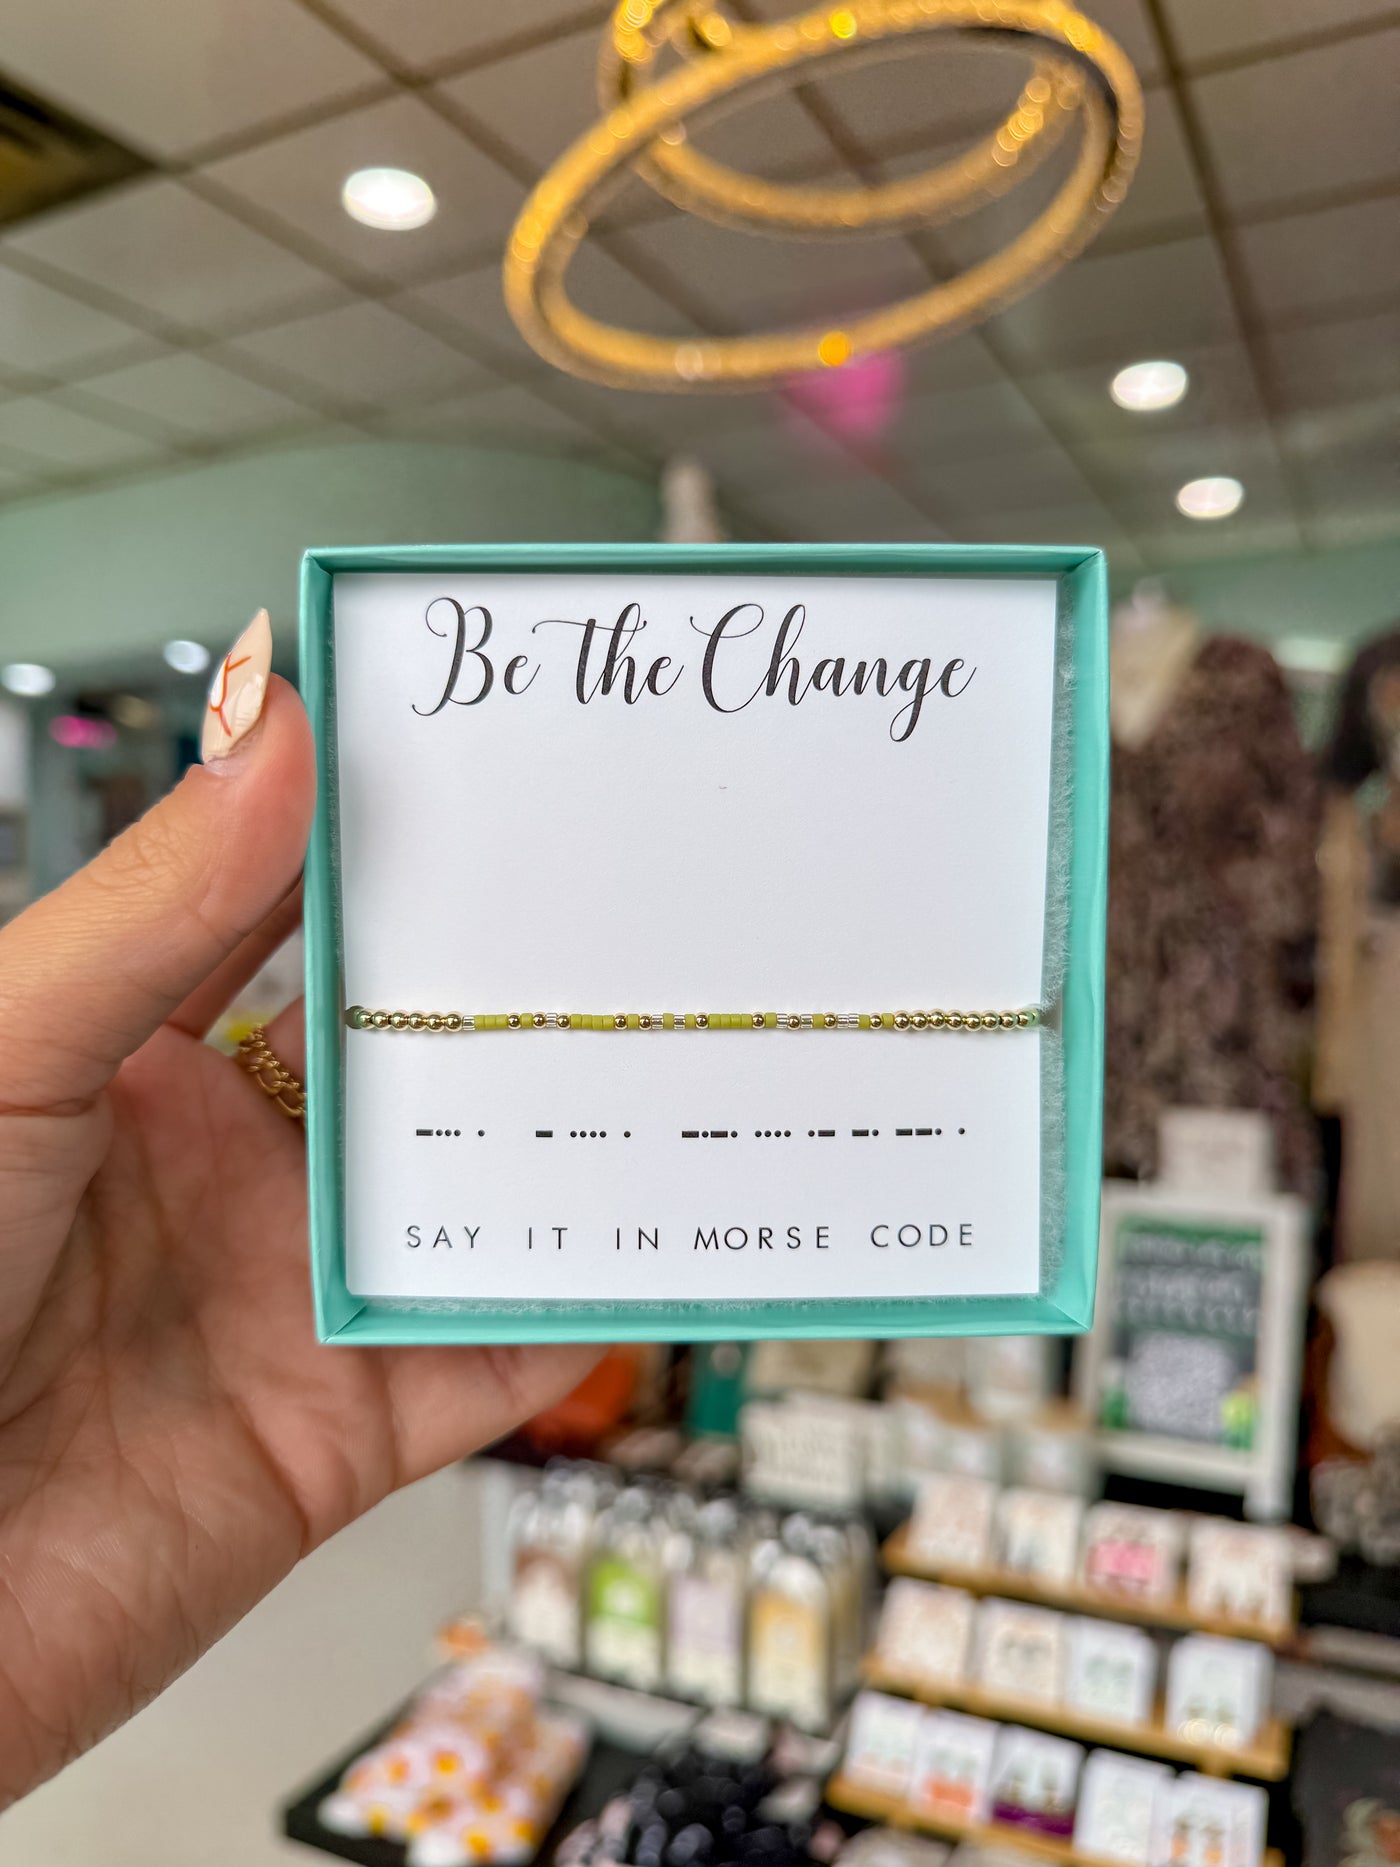 Be the Change
−··· · − ···· · −·−· ···· ·− −· −−· ·
SAY IT IN MORSE CODE